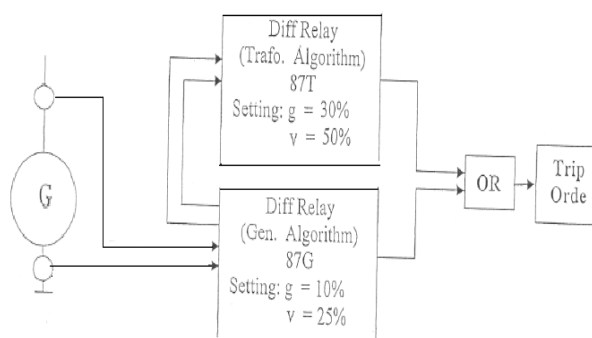 Diff Relay
(Trafo. Algorithm)
87T
Setting: g = 30%
v = 50%
G
Diff Relay
(Gen. Algorithm)
87G
Setting: g = 10%
v = 25%
OR
Trip
Orde